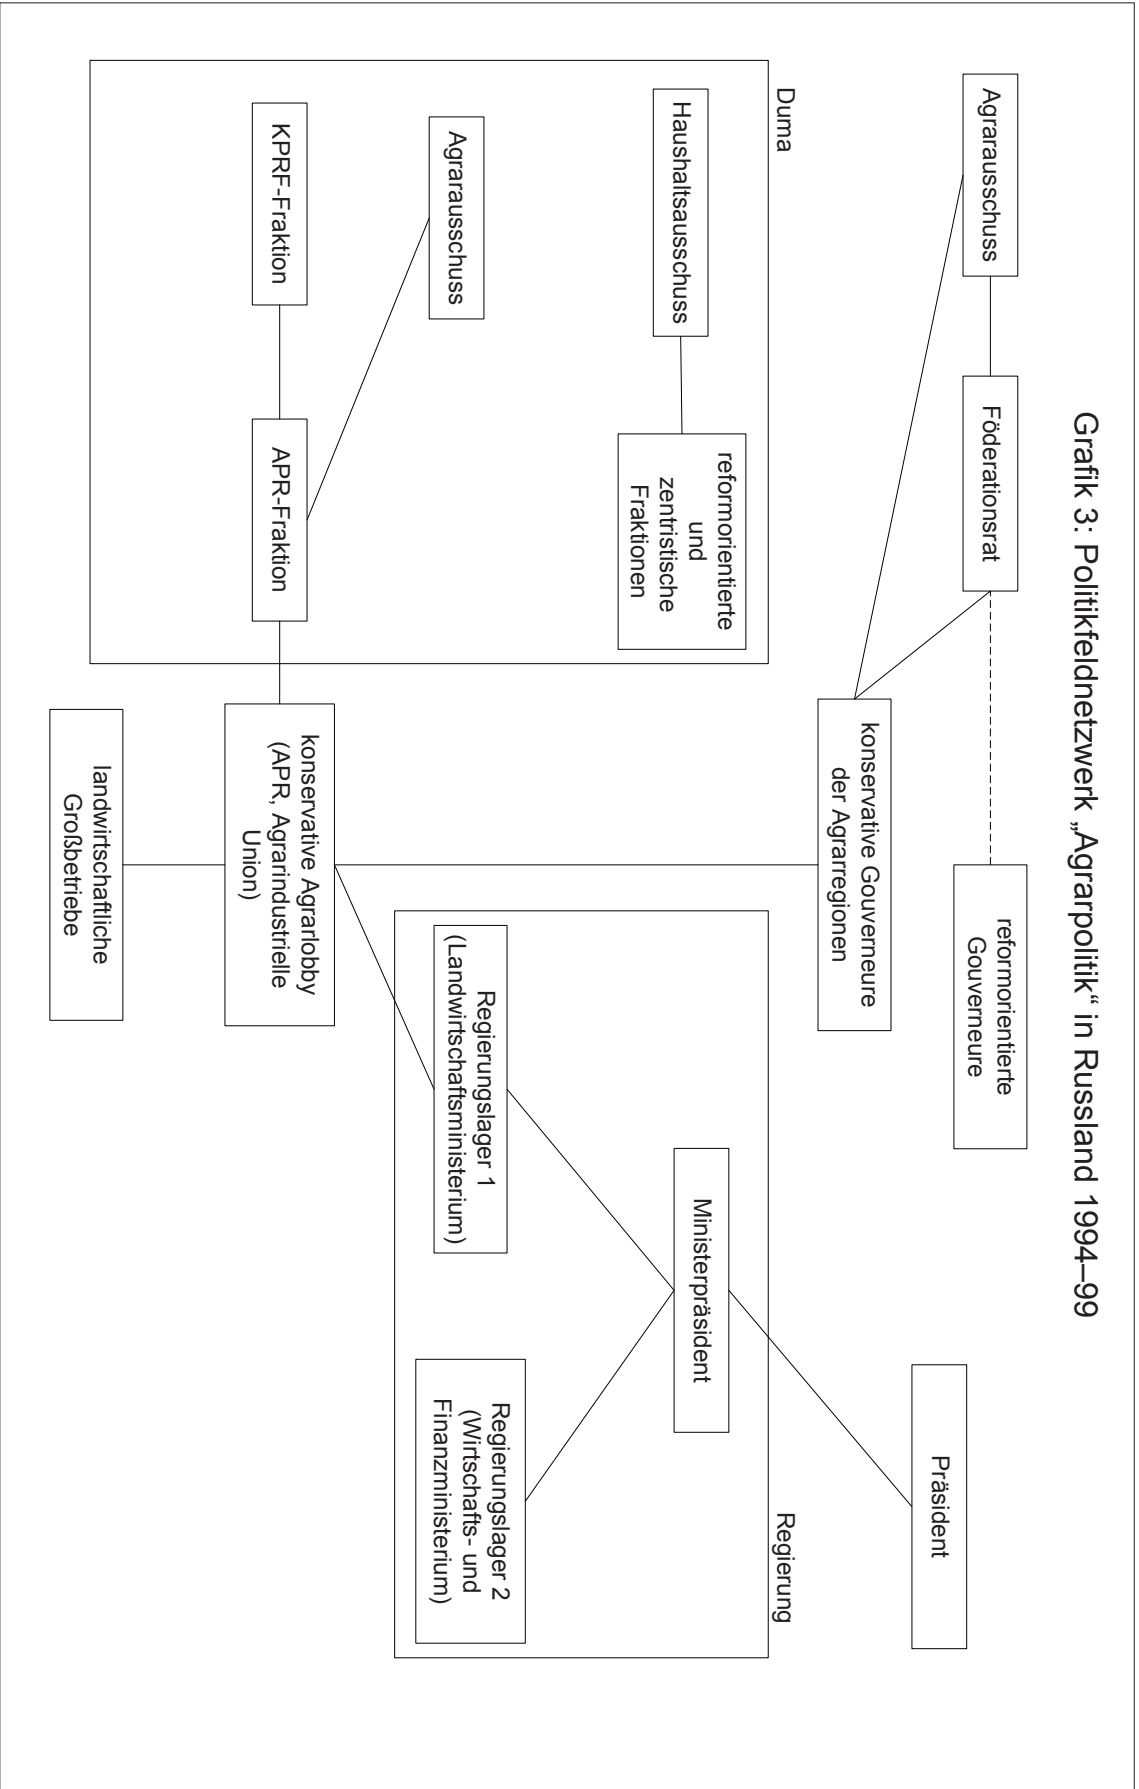 Grafik 3: Politikfeldnetzwerk „Agrarpolitik“ in Russland 1994–99
Agrarausschuss
Föderationsrat
reformorientierte
Gouverneure
Präsident
konservative Gouverneure
der Agrarregionen
Duma
Regierung
Haushaltsausschuss
reformorientierte
und
zentristische
Fraktionen
Ministerpräsident
Agrarausschuss
Regierungslager 1
(Landwirtschaftsministerium)
Regierungslager 2
(Wirtschafts- und
Finanzministerium)
KPRF-Fraktion
APR-Fraktion
konservative Agrarlobby
(APR, Agrarindustrielle
Union)
landwirtschaftliche
Großbetriebe